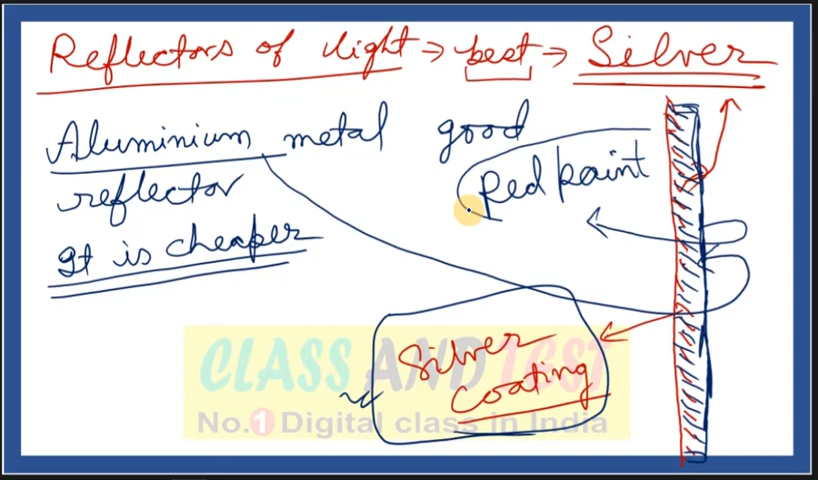 Reflectors of light → best → Silver
Aluminium metal good
reflector
It is cheaper
Red paint
Silver
coating
CLASS AND TEST
No.1 Digital class in India